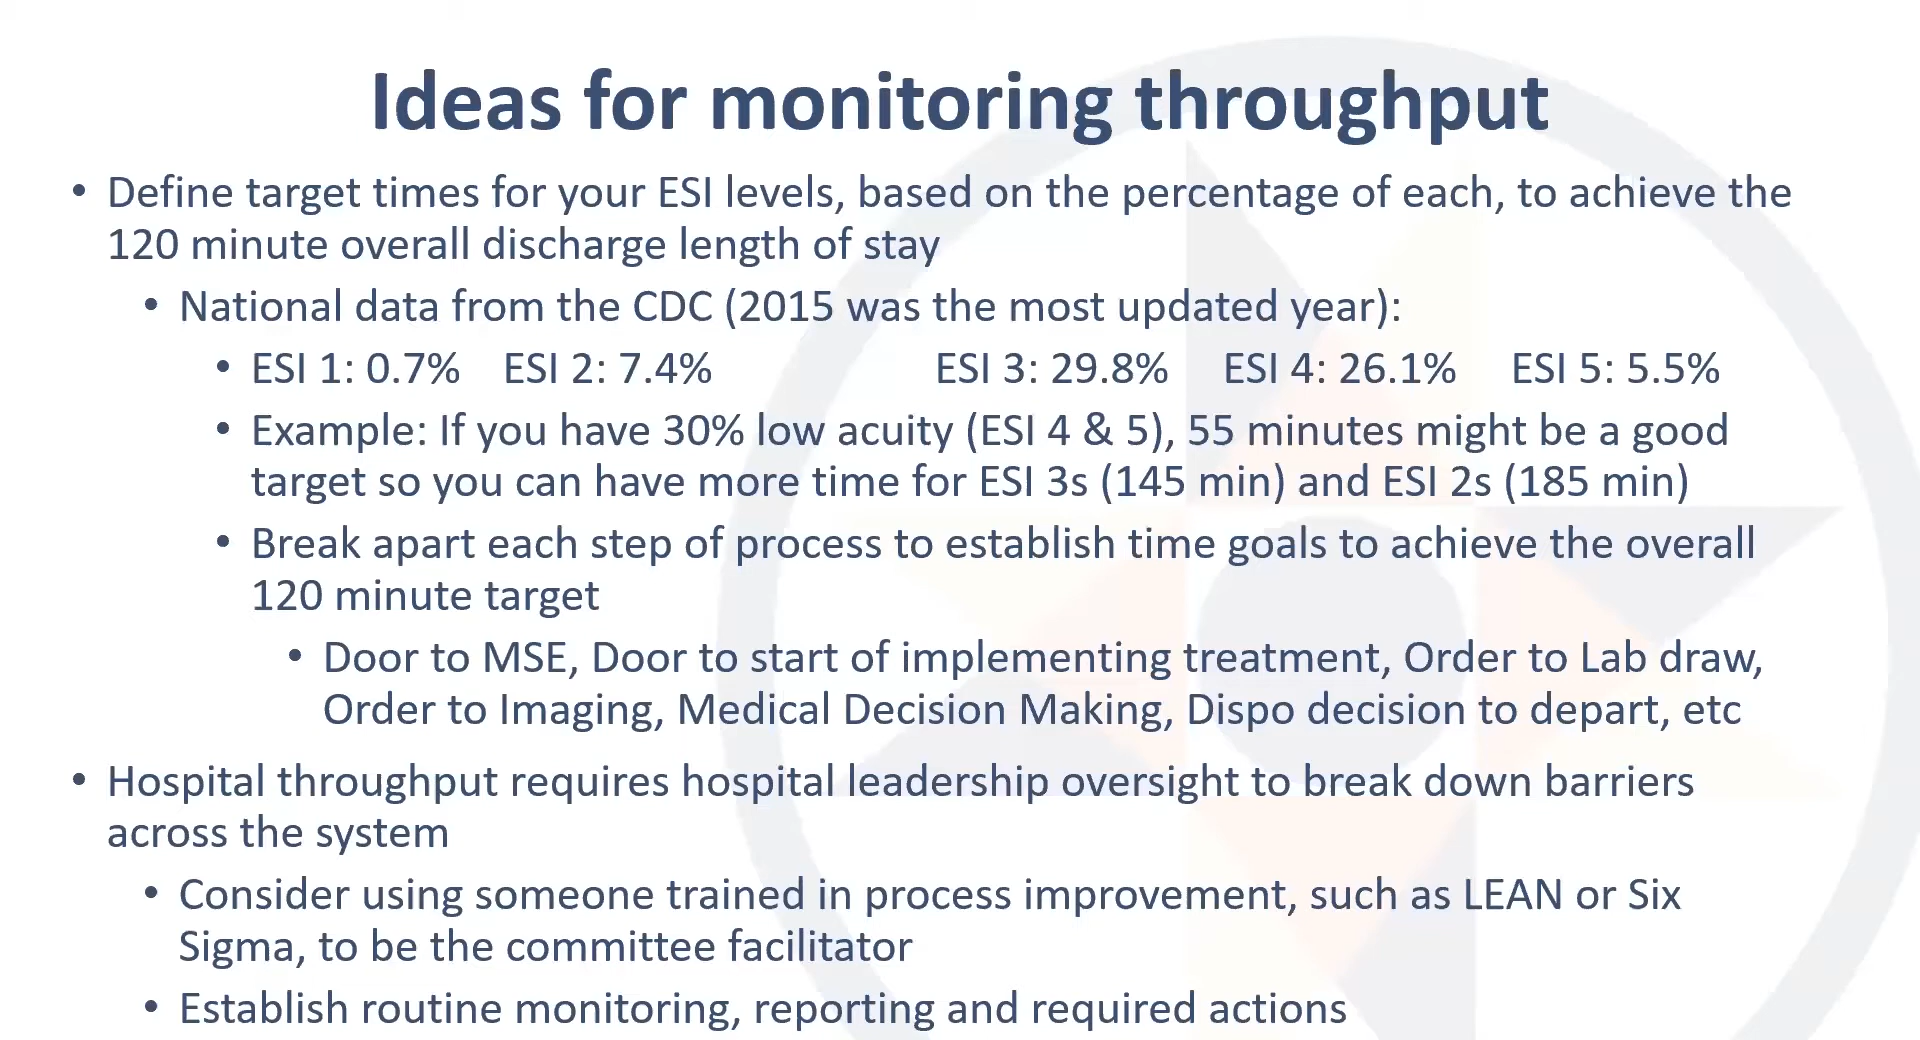 Ideas for monitoring throughput
• Define target times for your ESI levels, based on the percentage of each, to achieve the
120 minute overall discharge length of stay
• National data from the CDC (2015 was the most updated year):
• ESI 1: 0.7% ESI 2: 7.4% ESI 3: 29.8% ESI 4: 26.1% ESI 5: 5.5%
• Example: If you have 30% low acuity (ESI 4 & 5), 55 minutes might be a good
target so you can have more time for ESI 3s (145 min) and ESI 2s (185 min)
• Break apart each step of process to establish time goals to achieve the overall
120 minute target
• Door to MSE, Door to start of implementing treatment, Order to Lab draw,
Order to Imaging, Medical Decision Making, Dispo decision to depart, etc
• Hospital throughput requires hospital leadership oversight to break down barriers
across the system
• Consider using someone trained in process improvement, such as LEAN or Six
Sigma, to be the committee facilitator
• Establish routine monitoring, reporting and required actions